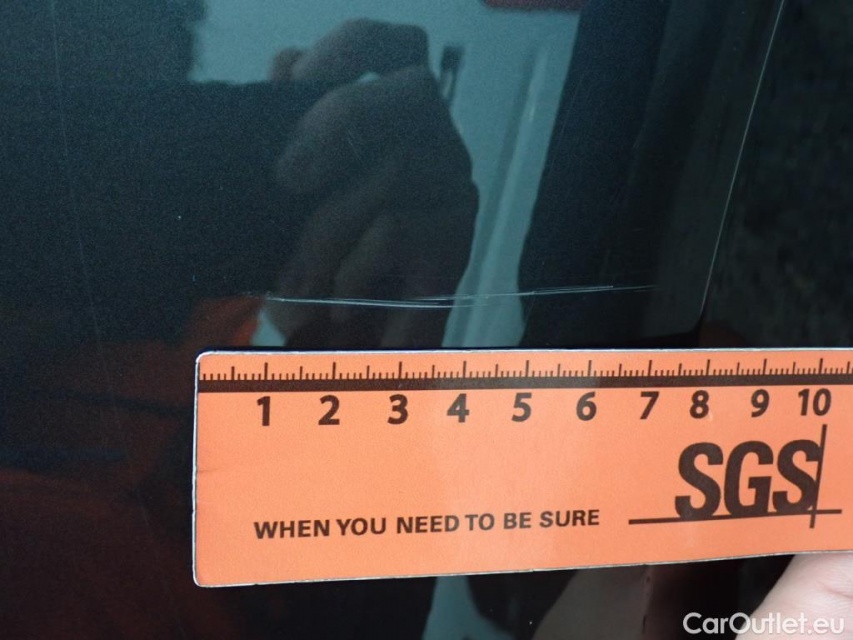 1 2 3 4 5 6 7 8 9 10
SGS
WHEN YOU NEED TO BE SURE
CarOutlet.eu